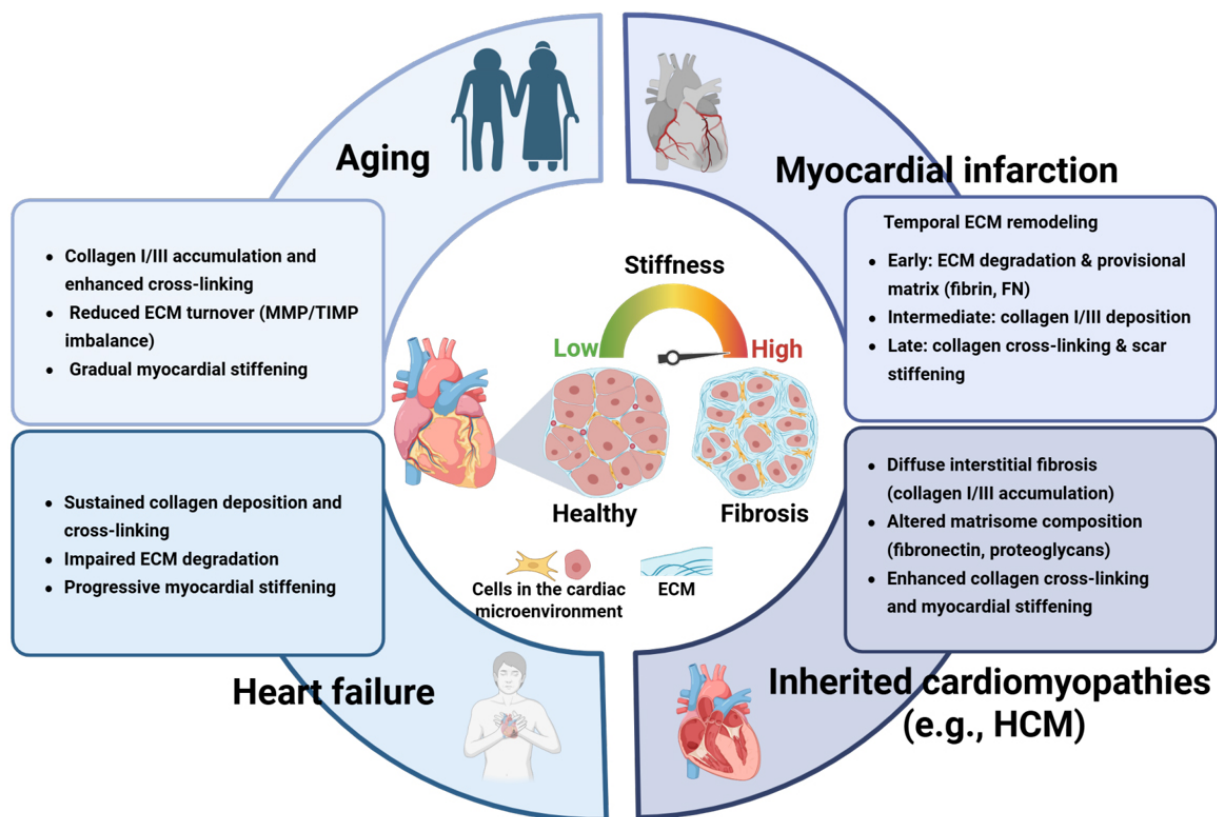 Aging
• Collagen I/III accumulation and
enhanced cross-linking
• Reduced ECM turnover (MMP/TIMP
imbalance)
• Gradual myocardial stiffening
Myocardial infarction
Temporal ECM remodeling
• Early: ECM degradation & provisional
matrix (fibrin, FN)
• Intermediate: collagen I/III deposition
• Late: collagen cross-linking & scar
stiffening
Stiffness
Low
High
Healthy
Fibrosis
Cells in the cardiac
microenvironment
ECM
• Sustained collagen deposition and
cross-linking
• Impaired ECM degradation
• Progressive myocardial stiffening
Heart failure
• Diffuse interstitial fibrosis
(collagen I/III accumulation)
• Altered matrisome composition
(fibronectin, proteoglycans)
• Enhanced collagen cross-linking
and myocardial stiffening
Inherited cardiomyopathies
(e.g., HCM)